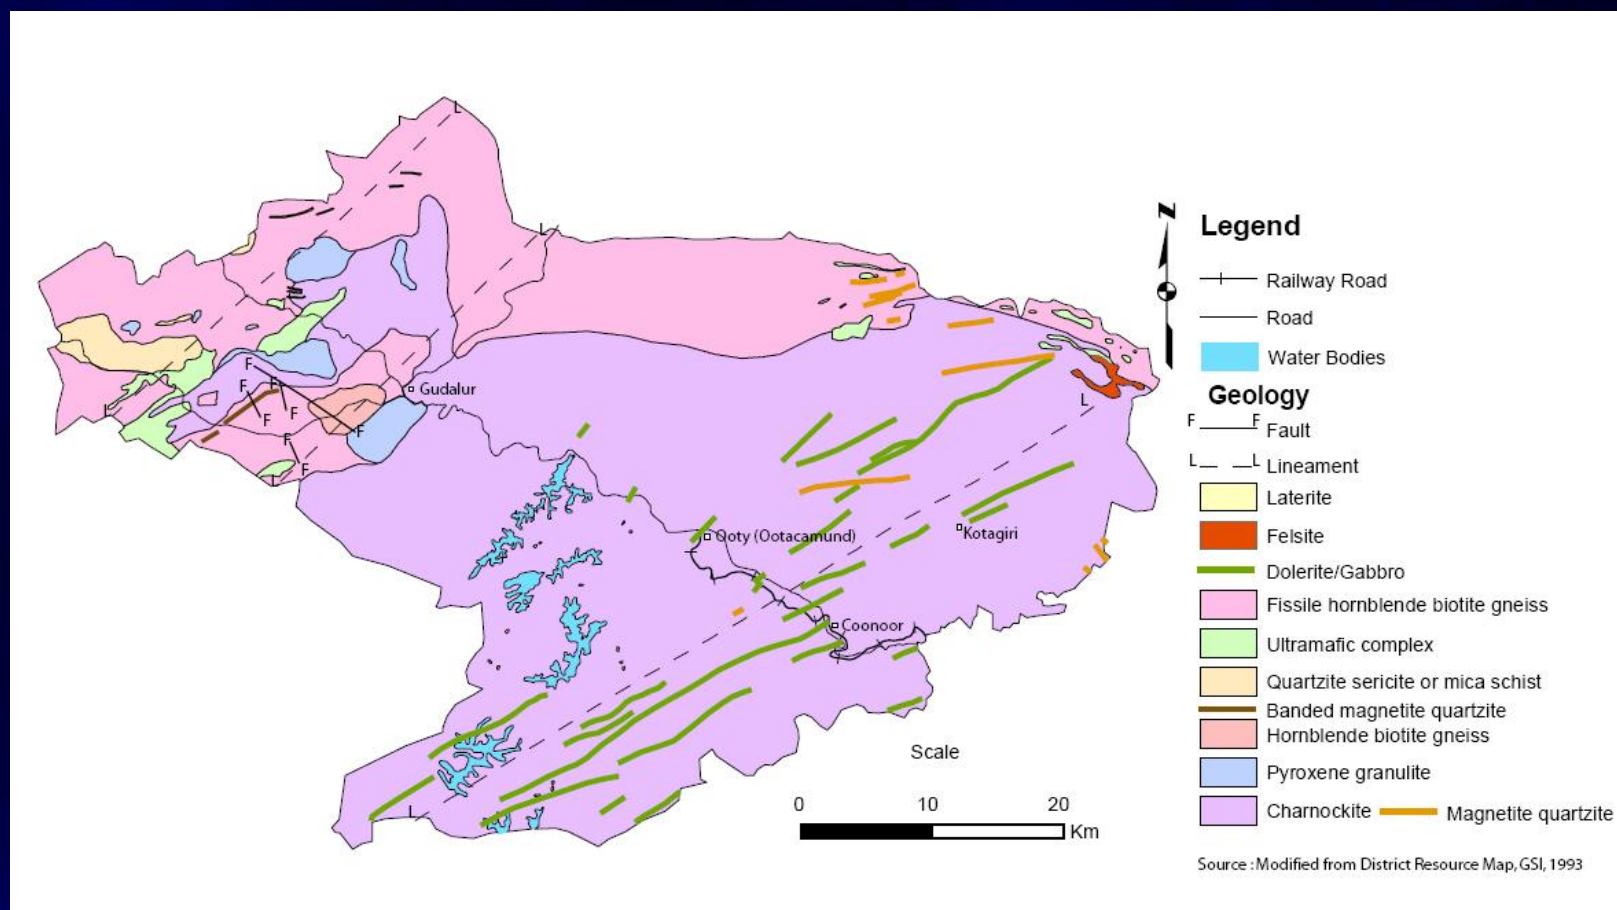 L
L
N
Legend
Railway Road
Road
Water Bodies
Geology
F F
Fault
L L
Lineament
Laterite
Felsite
Dolerite/Gabbro
Fissile hornblende biotite gneiss
Ultramafic complex
Quartzite sericite or mica schist
Banded magnetite quartzite
Hornblende biotite gneiss
Pyroxene granulite
Charnockite
Magnetite quartzite
Source : Modified from District Resource Map, GSI, 1993
F
F F
F F
Gudalur
L
L
F
F
F
L
Ooty (Ootacamund)
Kotagiri
Coonoor
L
Scale
0 10 20
Km